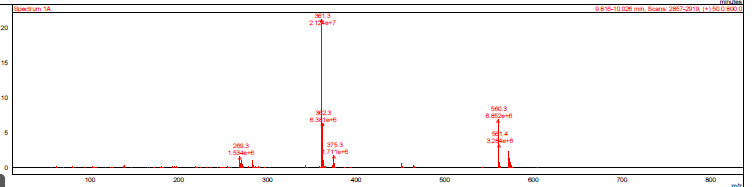 minutes
Spectrum 1A
9.816-10.026 min, Scans: 2857-2919, (+) 50.0:800.0
361.3
2.124e+7
20
15
10
560.3
6.852e+6
362.3
6.381e+6
5
561.4
3.284e+6
269.3
1.534e+6
375.3
1.711e+6
0
100
200
300
400
500
600
700
800
m/z